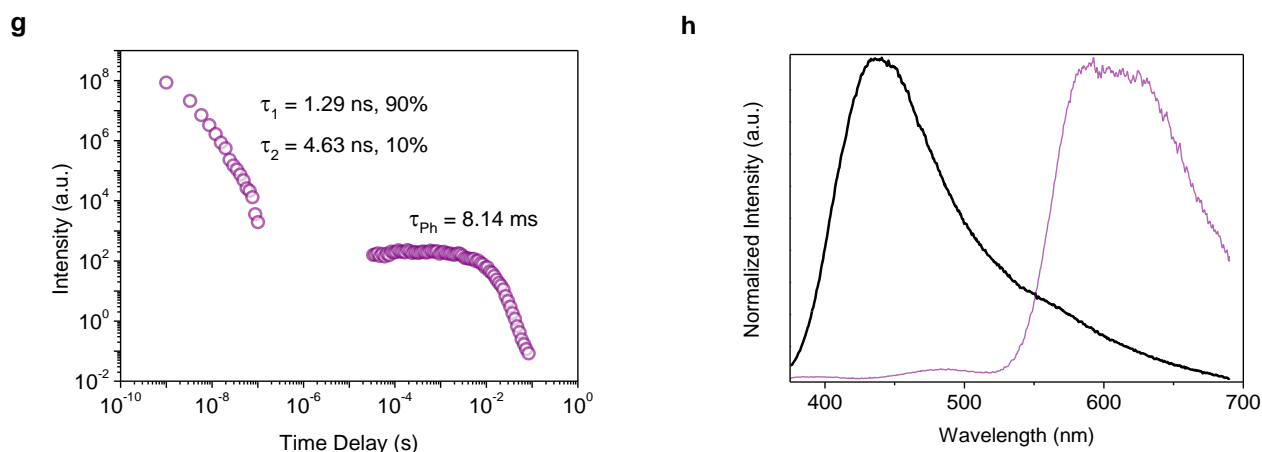 g
τ1 = 1.29 ns, 90%
τ2 = 4.63 ns, 10%
τPh = 8.14 ms
Intensity (a.u.)
10^8
10^6
10^4
10^2
10^0
10^-2
10^-10
10^-8
10^-6
10^-4
10^-2
10^0
Time Delay (s)
h
Normalized Intensity (a.u.)
400
500
600
700
Wavelength (nm)